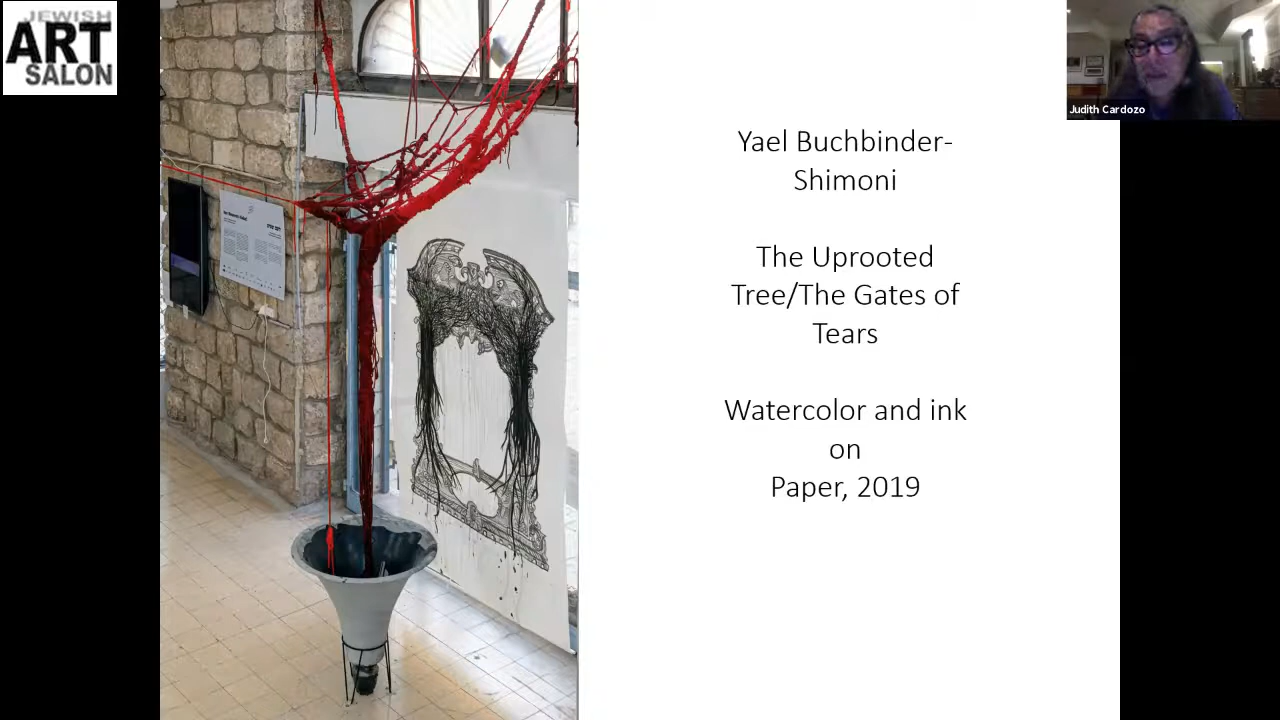 JEWISH
ART
SALON
Judith Cardozo
Yael Buchbinder-
Shimoni
The Uprooted
Tree/The Gates of
Tears
Watercolor and ink
on
Paper, 2019